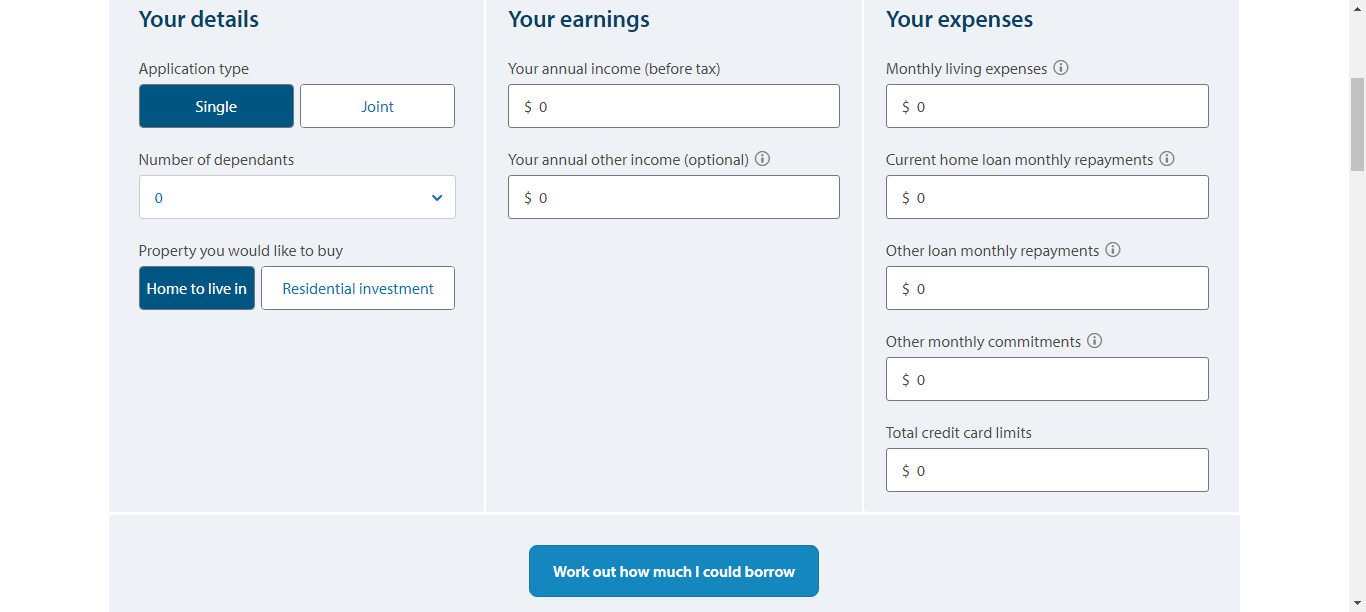 Your details
Application type
Single
Joint
Number of dependants
0
Property you would like to buy
Home to live in
Residential investment
Your earnings
Your annual income (before tax)
$ 0
Your annual other income (optional)
$ 0
Your expenses
Monthly living expenses
$ 0
Current home loan monthly repayments
$ 0
Other loan monthly repayments
$ 0
Other monthly commitments
$ 0
Total credit card limits
$ 0
Work out how much I could borrow